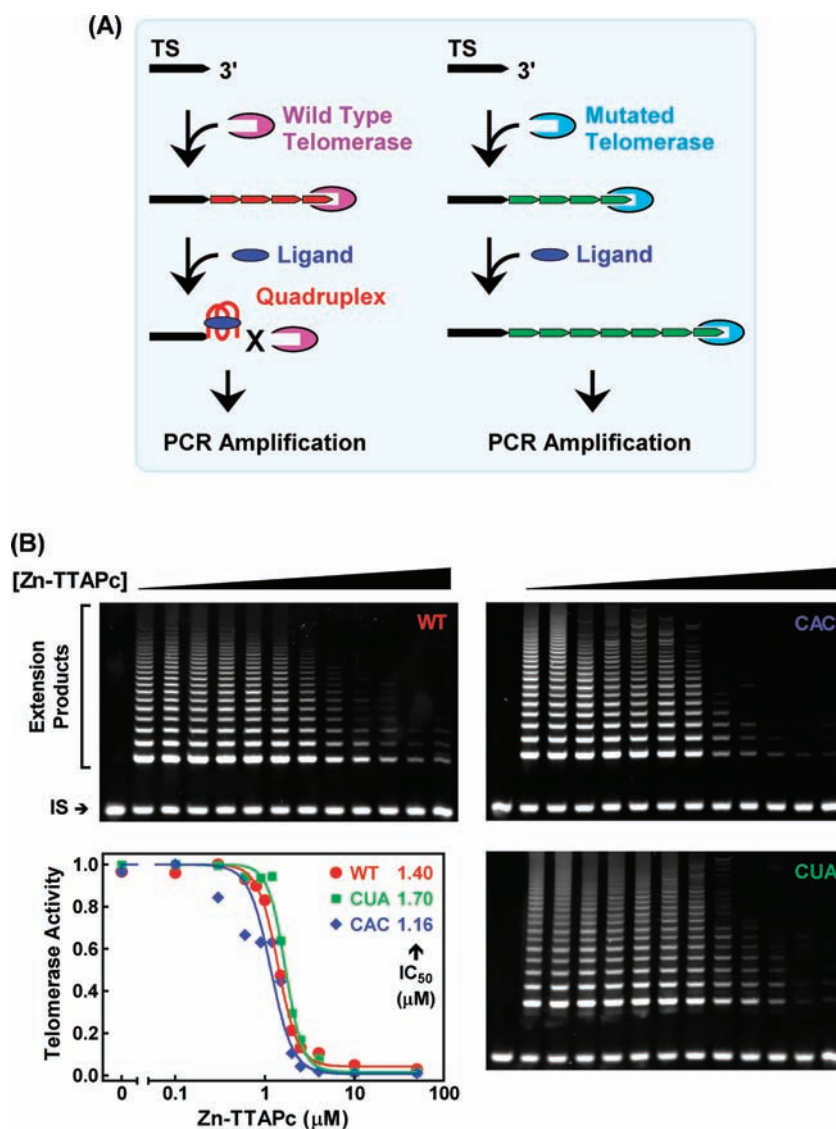 (A)
TS
3'
Wild Type
Telomerase
Ligand
Quadruplex
X
PCR Amplification
TS
3'
Mutated
Telomerase
Ligand
PCR Amplification
(B)
[Zn-TTAPc]
Extension
Products
IS →
WT
CAC
Telomerase Activity
1.0
0.8
0.6
0.4
0.2
0.0
WT 1.40
CUA 1.70
CAC 1.16
↑
IC50
(μM)
0 0.1 1 10 100
Zn-TTAPc (μM)
CUA